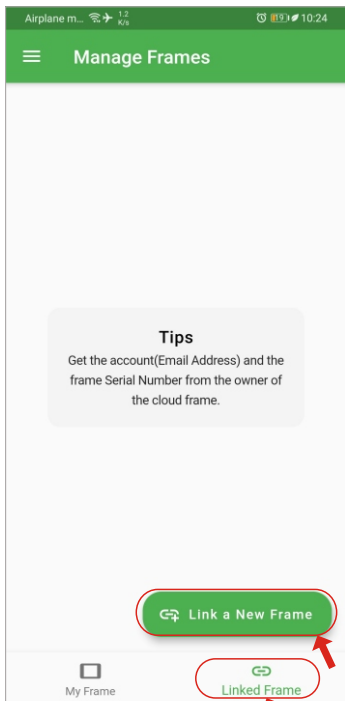 Airplane m... 1.2 K/s 19 10:24
Manage Frames
Tips
Get the account(Email Address) and the
frame Serial Number from the owner of
the cloud frame.
Link a New Frame
My Frame Linked Frame